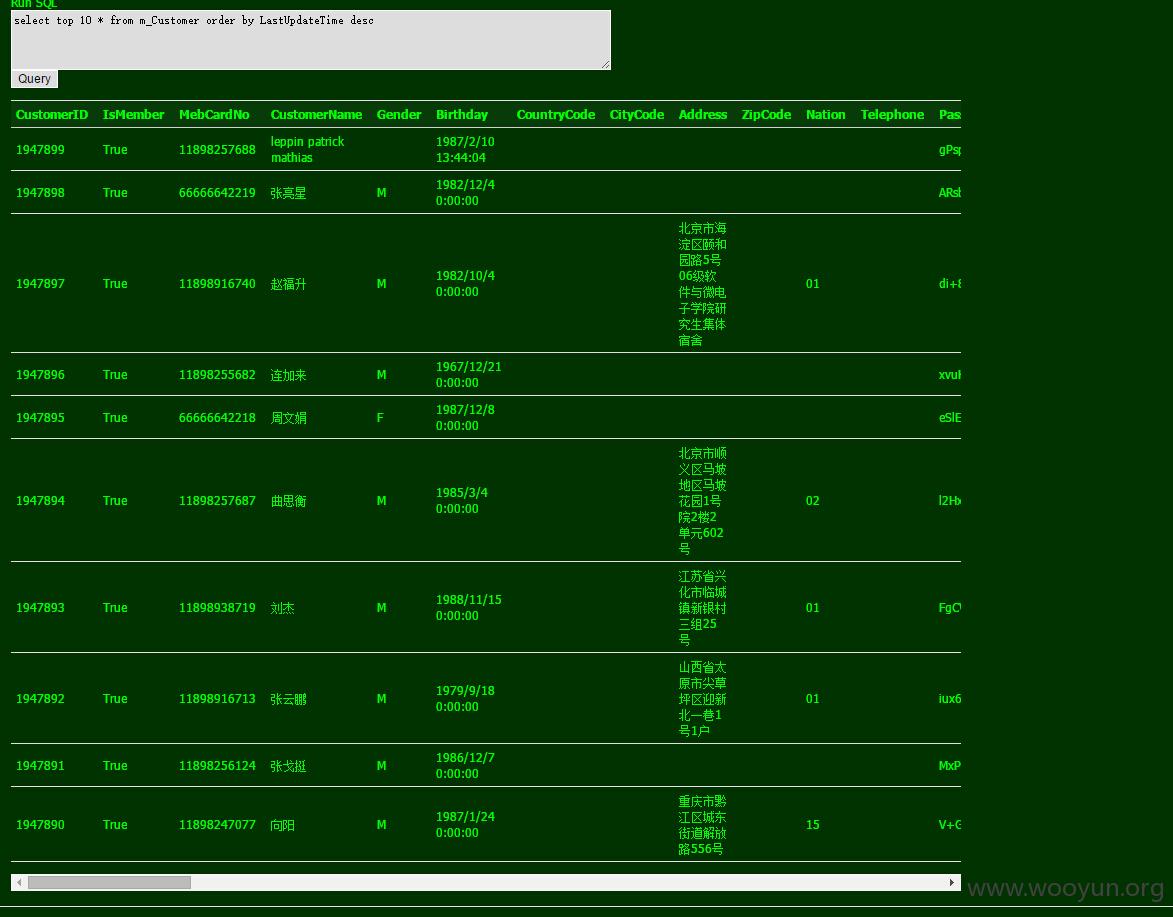 Run SQL
select top 10 * from m_Customer order by LastUpdateTime desc
Query
CustomerID IsMember MebCardNo CustomerName Gender Birthday CountryCode CityCode Address ZipCode Nation Telephone Pas
1947899 True 11898257688 leppin patrick
mathias
1987/2/10
13:44:04
gPsp
1947898 True 66666642219 张亮星 M 1982/12/4
0:00:00
ARsl
1947897 True 11898916740 赵福升 M 1982/10/4
0:00:00
北京市海
淀区颐和
园路5号
06级软
件与微电
子学院研
究生集体
宿舍
01
di+8
1947896 True 11898255682 连加来 M 1967/12/21
0:00:00
xvul
1947895 True 66666642218 周文娟 F 1987/12/8
0:00:00
eSlE
1947894 True 11898257687 曲思衡 M 1985/3/4
0:00:00
北京市顺
义区马坡
地区马坡
花园1号
院2楼2
单元602
号
02
l2Hx
1947893 True 11898938719 刘杰 M 1988/11/15
0:00:00
江苏省兴
化市临城
镇新银村
三组25
号
01
FgC
1947892 True 11898916713 张云鹏 M 1979/9/18
0:00:00
山西省太
原市尖草
坪区迎新
北一巷1
号1户
01
iux6
1947891 True 11898256124 张戈挺 M 1986/12/7
0:00:00
MxP
1947890 True 11898247077 向阳 M 1987/1/24
0:00:00
重庆市黔
江区城东
街道解放
路556号
15
V+G
www.wooyun.org